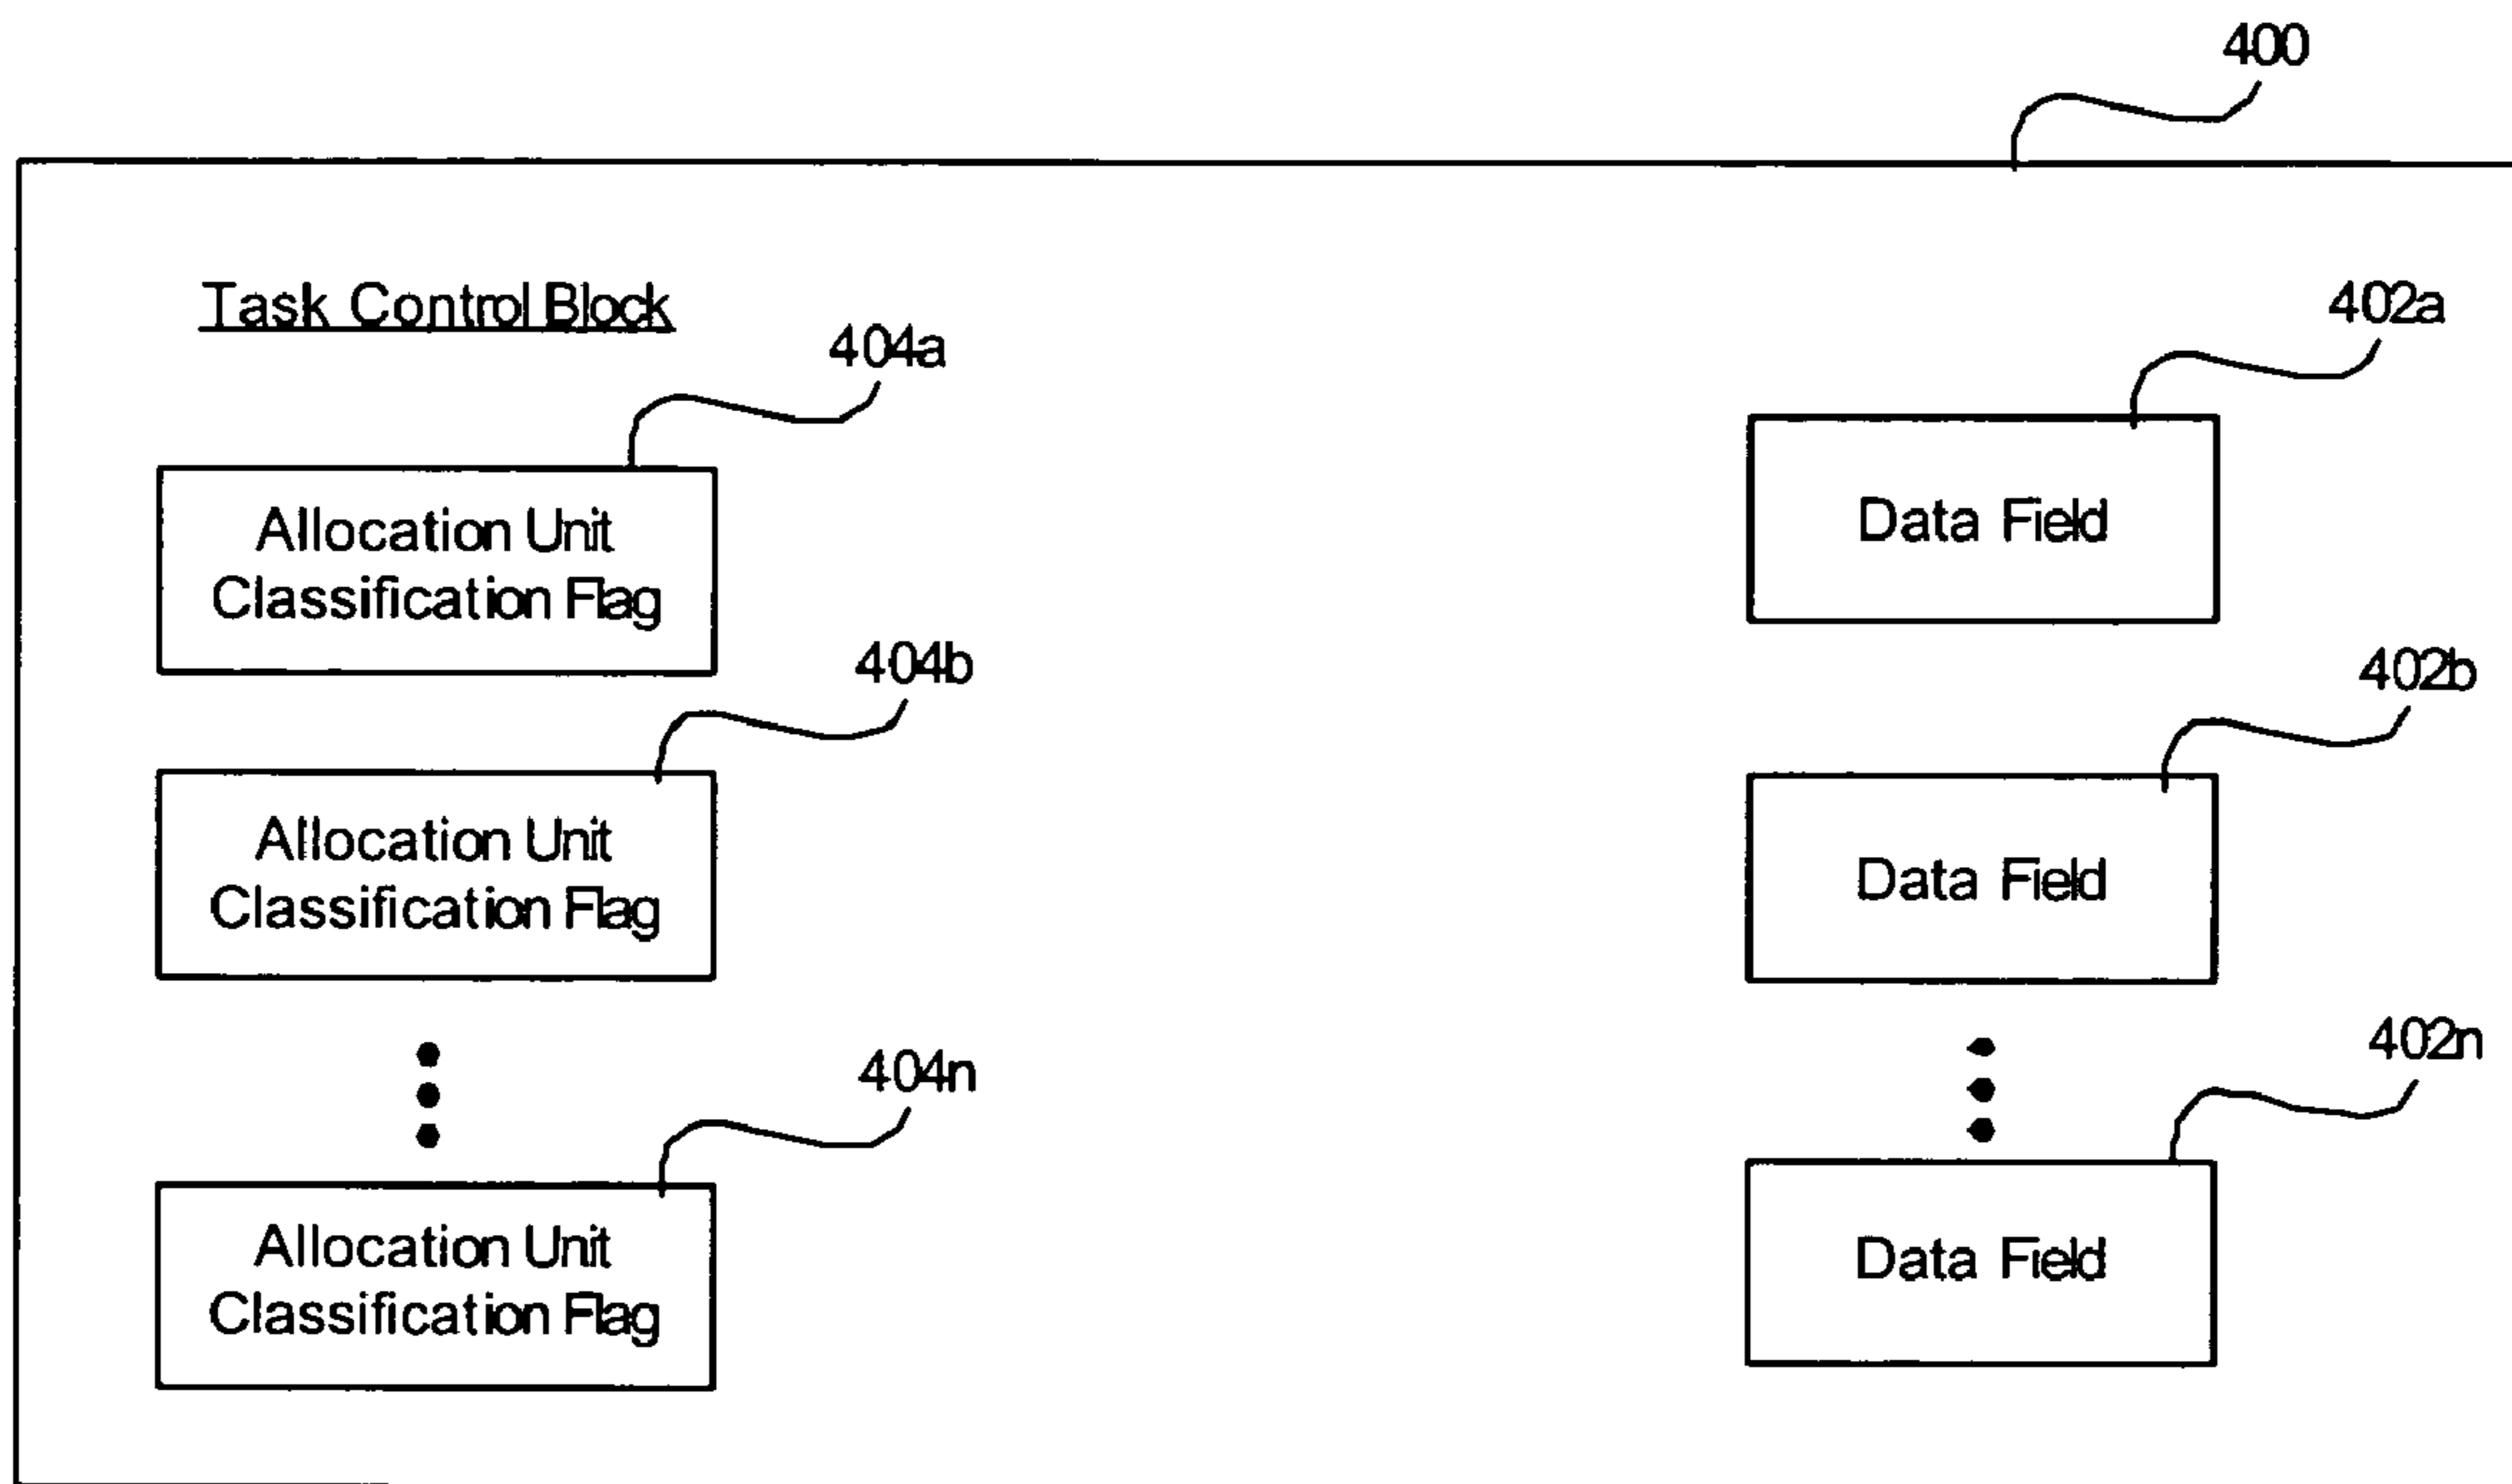 400
Task Control Block
402a
404a
Allocation Unit
Classification Flag
Data Field
404b
402b
Allocation Unit
Classification Flag
Data Field
404n
402n
Allocation Unit
Classification Flag
Data Field